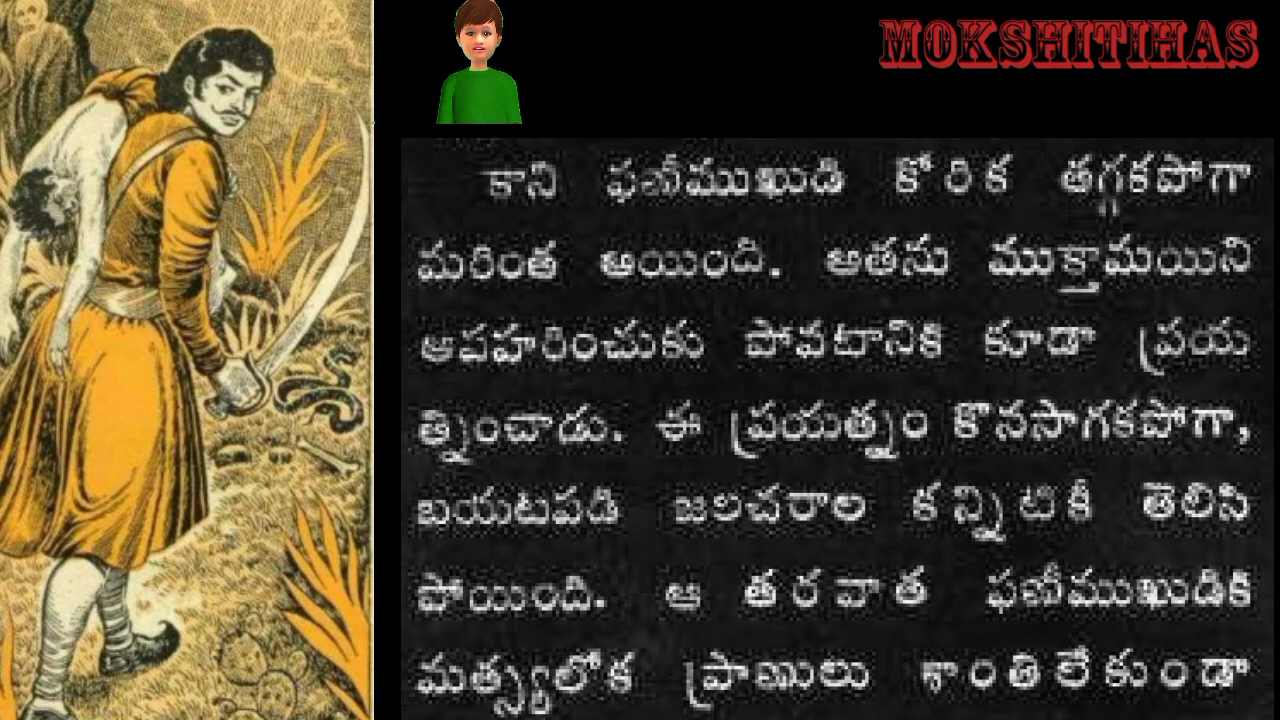 MOKSHITIHAS
కాని ఫణిముఖుడి కోరిక తగ్గకపోగా
మరింత అయింది. అతను ముక్తామయిని
అపహరించుకు పోవటానికి కూడా ప్రయ
త్నించాడు. ఈ ప్రయత్నం కొనసాగకపోగా,
బయటపడి జలచరాల కన్నిటికీ తెలిసి
పోయింది. ఆ తరవాత ఫణిముఖుడికి
మత్స్యలోక ప్రాణులు శాంతిలేకుండా